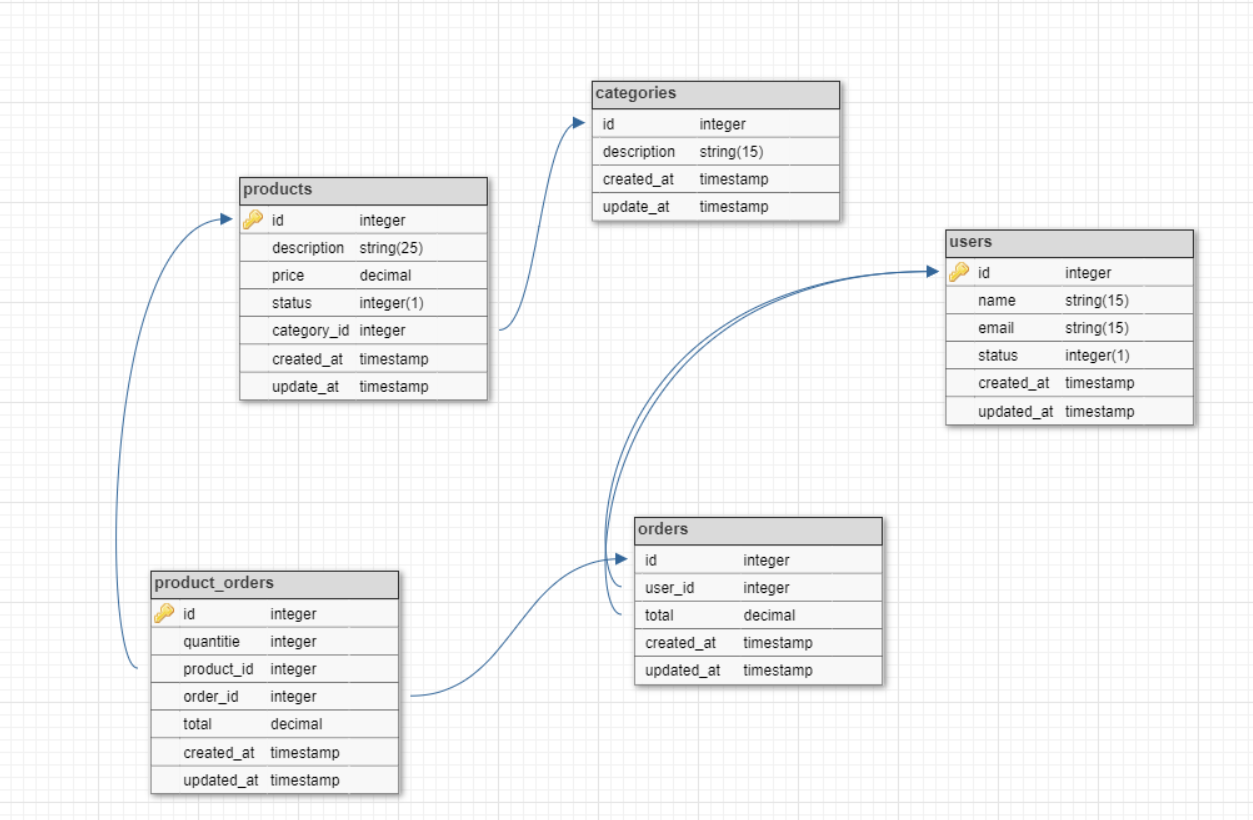 categories
id integer
description string(15)
created_at timestamp
update_at timestamp
products
id integer
description string(25)
price decimal
status integer(1)
category_id integer
created_at timestamp
update_at timestamp
users
id integer
name string(15)
email string(15)
status integer(1)
created_at timestamp
updated_at timestamp
orders
id integer
user_id integer
total decimal
created_at timestamp
updated_at timestamp
product_orders
id integer
quantitie integer
product_id integer
order_id integer
total decimal
created_at timestamp
updated_at timestamp